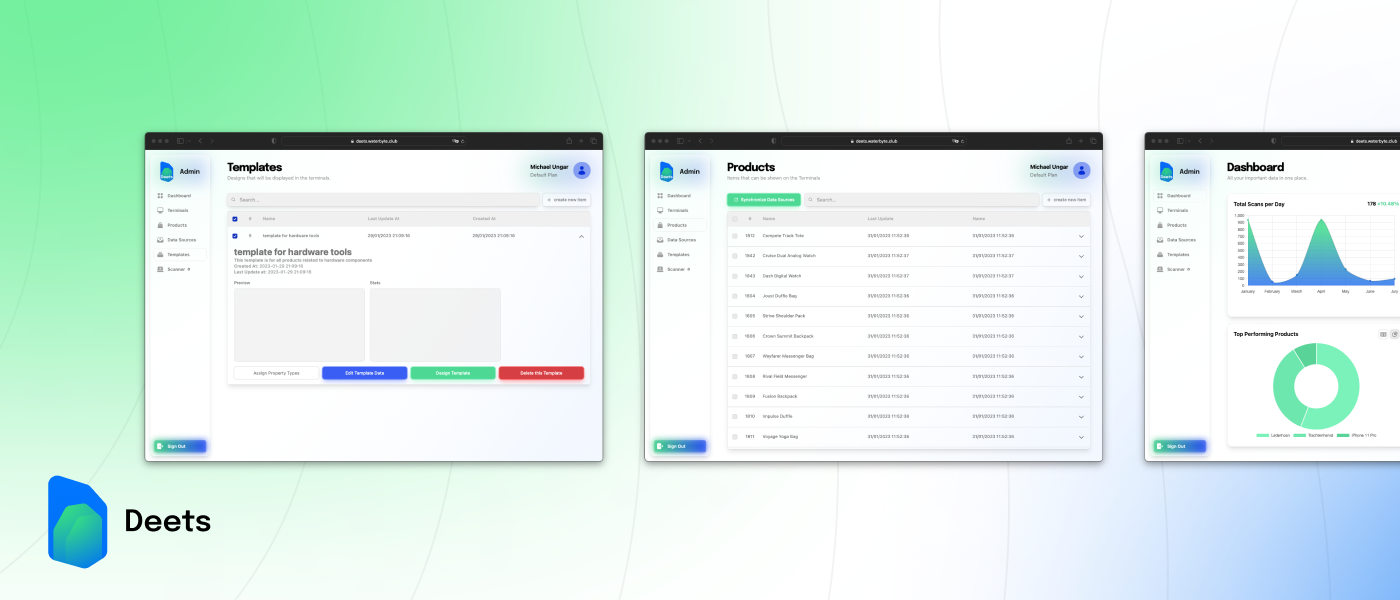 deets.waterbyte.club
Deets
Admin
Dashboard
Terminals
Products
Data Sources
Templates
Scanner
Sign Out
Templates
Designs that will be displayed in the terminals.
Michael Ungar
Default Plan
Search...
+ create new item
# Name Last Update At Created At
template for hardware tools 29/01/2023 21:09:16 29/01/2023 21:09:16
template for hardware tools
This template is for all products related to hardware components
Created At: 2023-01-29 21:09:16
Last Update at: 2023-01-29 21:09:16
Preview Stats
Assign Property Types Edit Template Data Design Template Delete this Template
deets.waterbyte.club
Deets
Admin
Dashboard
Terminals
Products
Data Sources
Templates
Scanner
Sign Out
Products
Items that can be shown on the Terminals
Michael Ungar
Default Plan
Synchronize Data Sources
Search...
+ create new item
# Name Last Update Name
1912 Compete Track Tote 31/01/2023 11:52:36 31/01/2023 11:52:36
1942 Cruise Dual Analog Watch 31/01/2023 11:52:37 31/01/2023 11:52:37
1943 Dash Digital Watch 31/01/2023 11:52:37 31/01/2023 11:52:37
1904 Joust Duffle Bag 31/01/2023 11:52:36 31/01/2023 11:52:36
1905 Strive Shoulder Pack 31/01/2023 11:52:36 31/01/2023 11:52:36
1906 Crown Summit Backpack 31/01/2023 11:52:36 31/01/2023 11:52:36
1907 Wayfarer Messenger Bag 31/01/2023 11:52:36 31/01/2023 11:52:36
1908 Rival Field Messenger 31/01/2023 11:52:36 31/01/2023 11:52:36
1909 Fusion Backpack 31/01/2023 11:52:36 31/01/2023 11:52:36
1910 Impulse Duffle 31/01/2023 11:52:36 31/01/2023 11:52:36
1911 Voyage Yoga Bag 31/01/2023 11:52:36 31/01/2023 11:52:36
deets.waterbyte.club
Deets
Admin
Dashboard
Terminals
Products
Data Sources
Templates
Scanner
Sign Out
Dashboard
All your important data in one place.
Total Scans per Day 178 +10.48%
1,000
900
800
700
600
500
400
300
200
100
0
January February March April May June July
Top Performing Products
Lederhosn Trachtenhemd iPhone 11 Pro
Deets